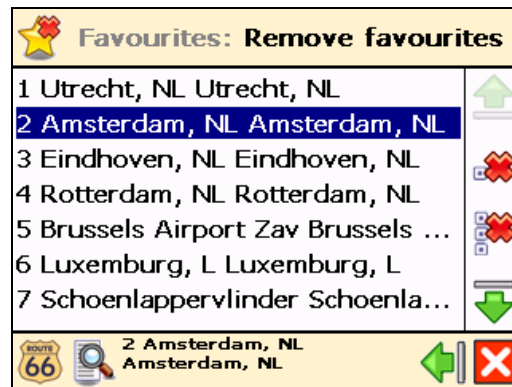 Favourites: Remove favourites
1 Utrecht, NL Utrecht, NL
2 Amsterdam, NL Amsterdam, NL
3 Eindhoven, NL Eindhoven, NL
4 Rotterdam, NL Rotterdam, NL
5 Brussels Airport Zav Brussels ...
6 Luxemburg, L Luxemburg, L
7 Schoenlappervlinder Schoenla...
ROUTE
66
2 Amsterdam, NL
Amsterdam, NL